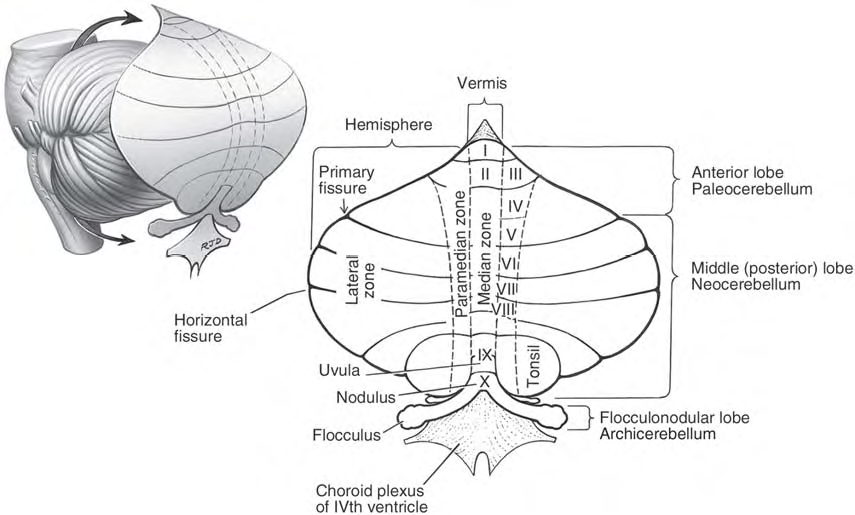 RJD
Vermis
Hemisphere
Primary
fissure
I
II
III
IV
V
VI
VII
VIII
IX
X
Anterior lobe
Paleocerebellum
Lateral
zone
Paramedian zone
Median zone
Middle (posterior) lobe
Neocerebellum
Horizontal
fissure
Uvula
Tonsil
Nodulus
Flocculus
Flocculonodular lobe
Archicerebellum
Choroid plexus
of IVth ventricle